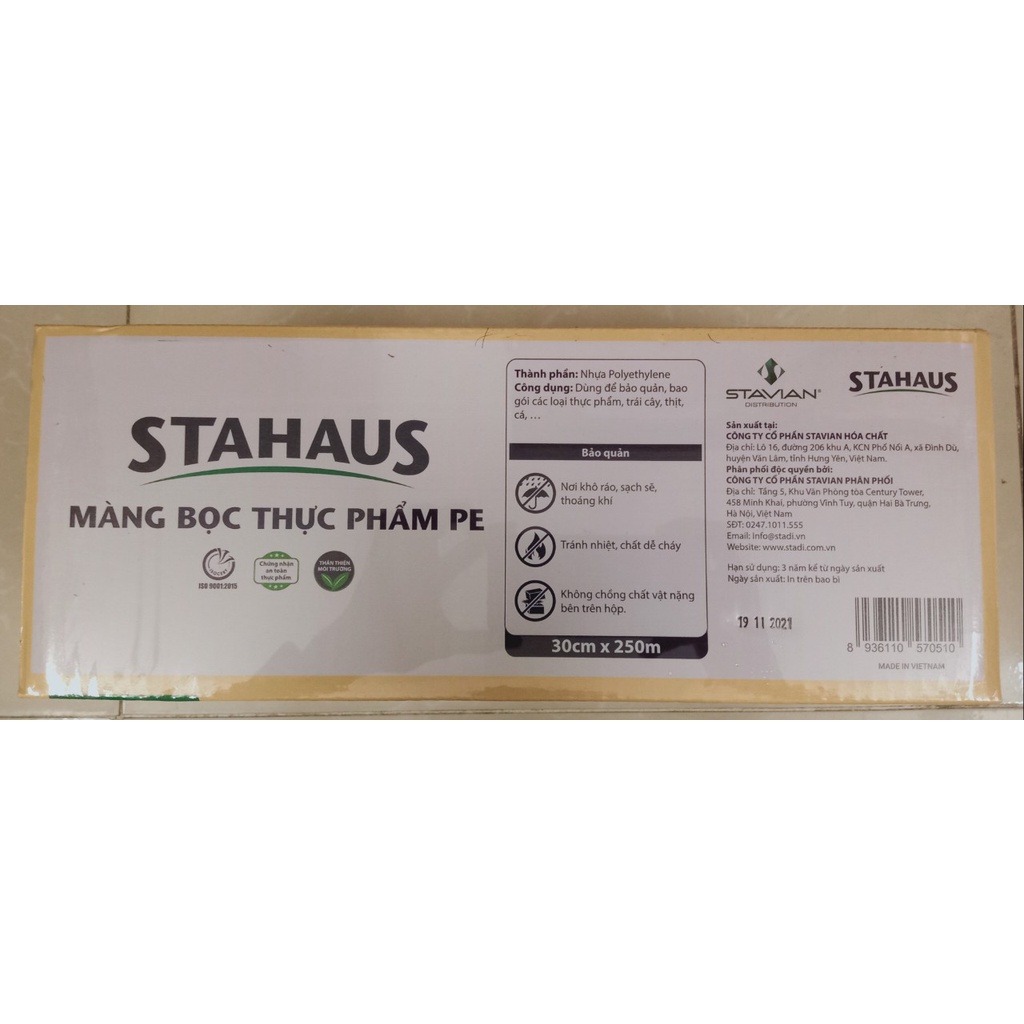 STAHAUS
MÀNG BỌC THỰC PHẨM PE
ISOCERT
ISO 9001:2015
Chứng nhận
an toàn
thực phẩm
THÂN THIỆN
MÔI TRƯỜNG
Thành phần: Nhựa Polyethylene
Công dụng: Dùng để bảo quản, bao
gói các loại thực phẩm, trái cây, thịt,
cá, ...
Bảo quản
Nơi khô ráo, sạch sẽ,
thoáng khí
Tránh nhiệt, chất dễ cháy
Không chồng chất vật nặng
bên trên hộp.
30cm x 250m
STAVIAN®
DISTRIBUTION
STAHAUS
Sản xuất tại:
CÔNG TY CỔ PHẦN STAVIAN HÓA CHẤT
Địa chỉ: Lô 16, đường 206 khu A, KCN Phố Nối A, xã Đình Dù,
huyện Văn Lâm, tỉnh Hưng Yên, Việt Nam.
Phân phối độc quyền bởi:
CÔNG TY CỔ PHẦN STAVIAN PHÂN PHỐI
Địa chỉ: Tầng 5, Khu Văn Phòng tòa Century Tower,
458 Minh Khai, phường Vĩnh Tuy, quận Hai Bà Trưng,
Hà Nội, Việt Nam
SĐT: 0247.1011.555
Email: Info@stadi.vn
Website: www.stadi.com.vn
Hạn sử dụng: 3 năm kể từ ngày sản xuất
Ngày sản xuất: In trên bao bì
19 11 2021
8 936110 570510
MADE IN VIETNAM